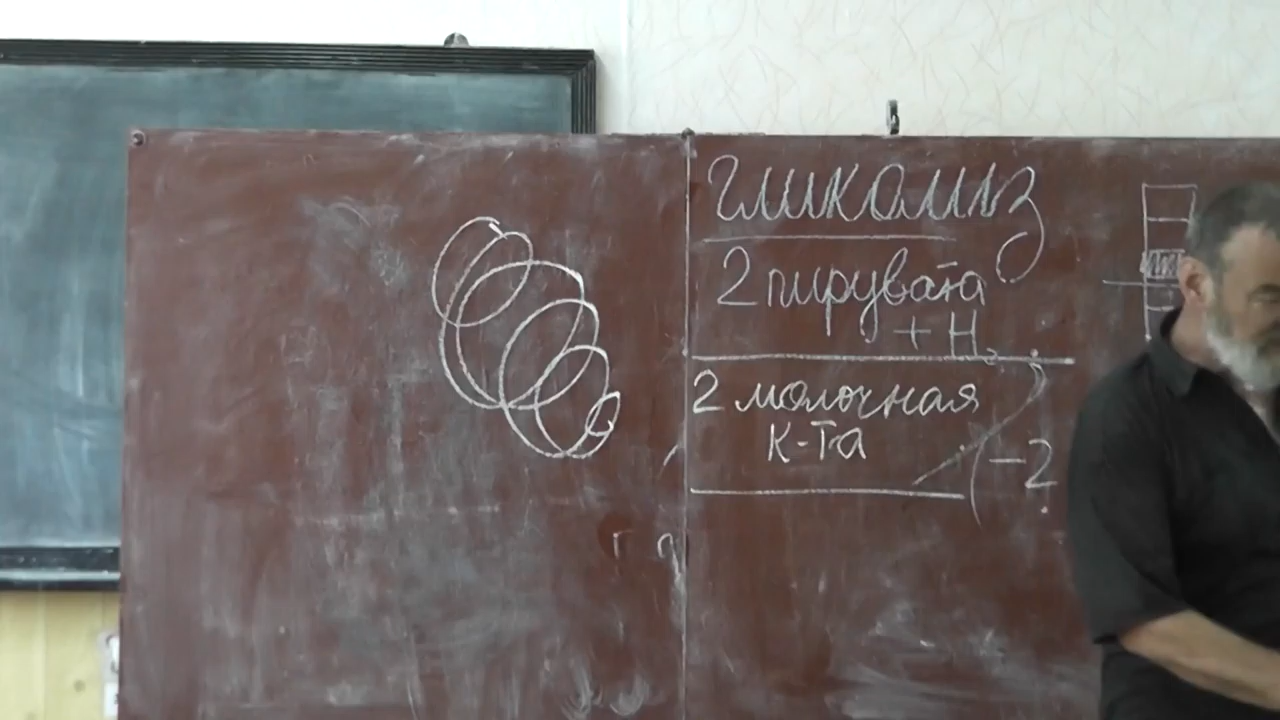 гликолиз
2 пирувата
+ H₂
2 молочная
к-та
(-2
г п